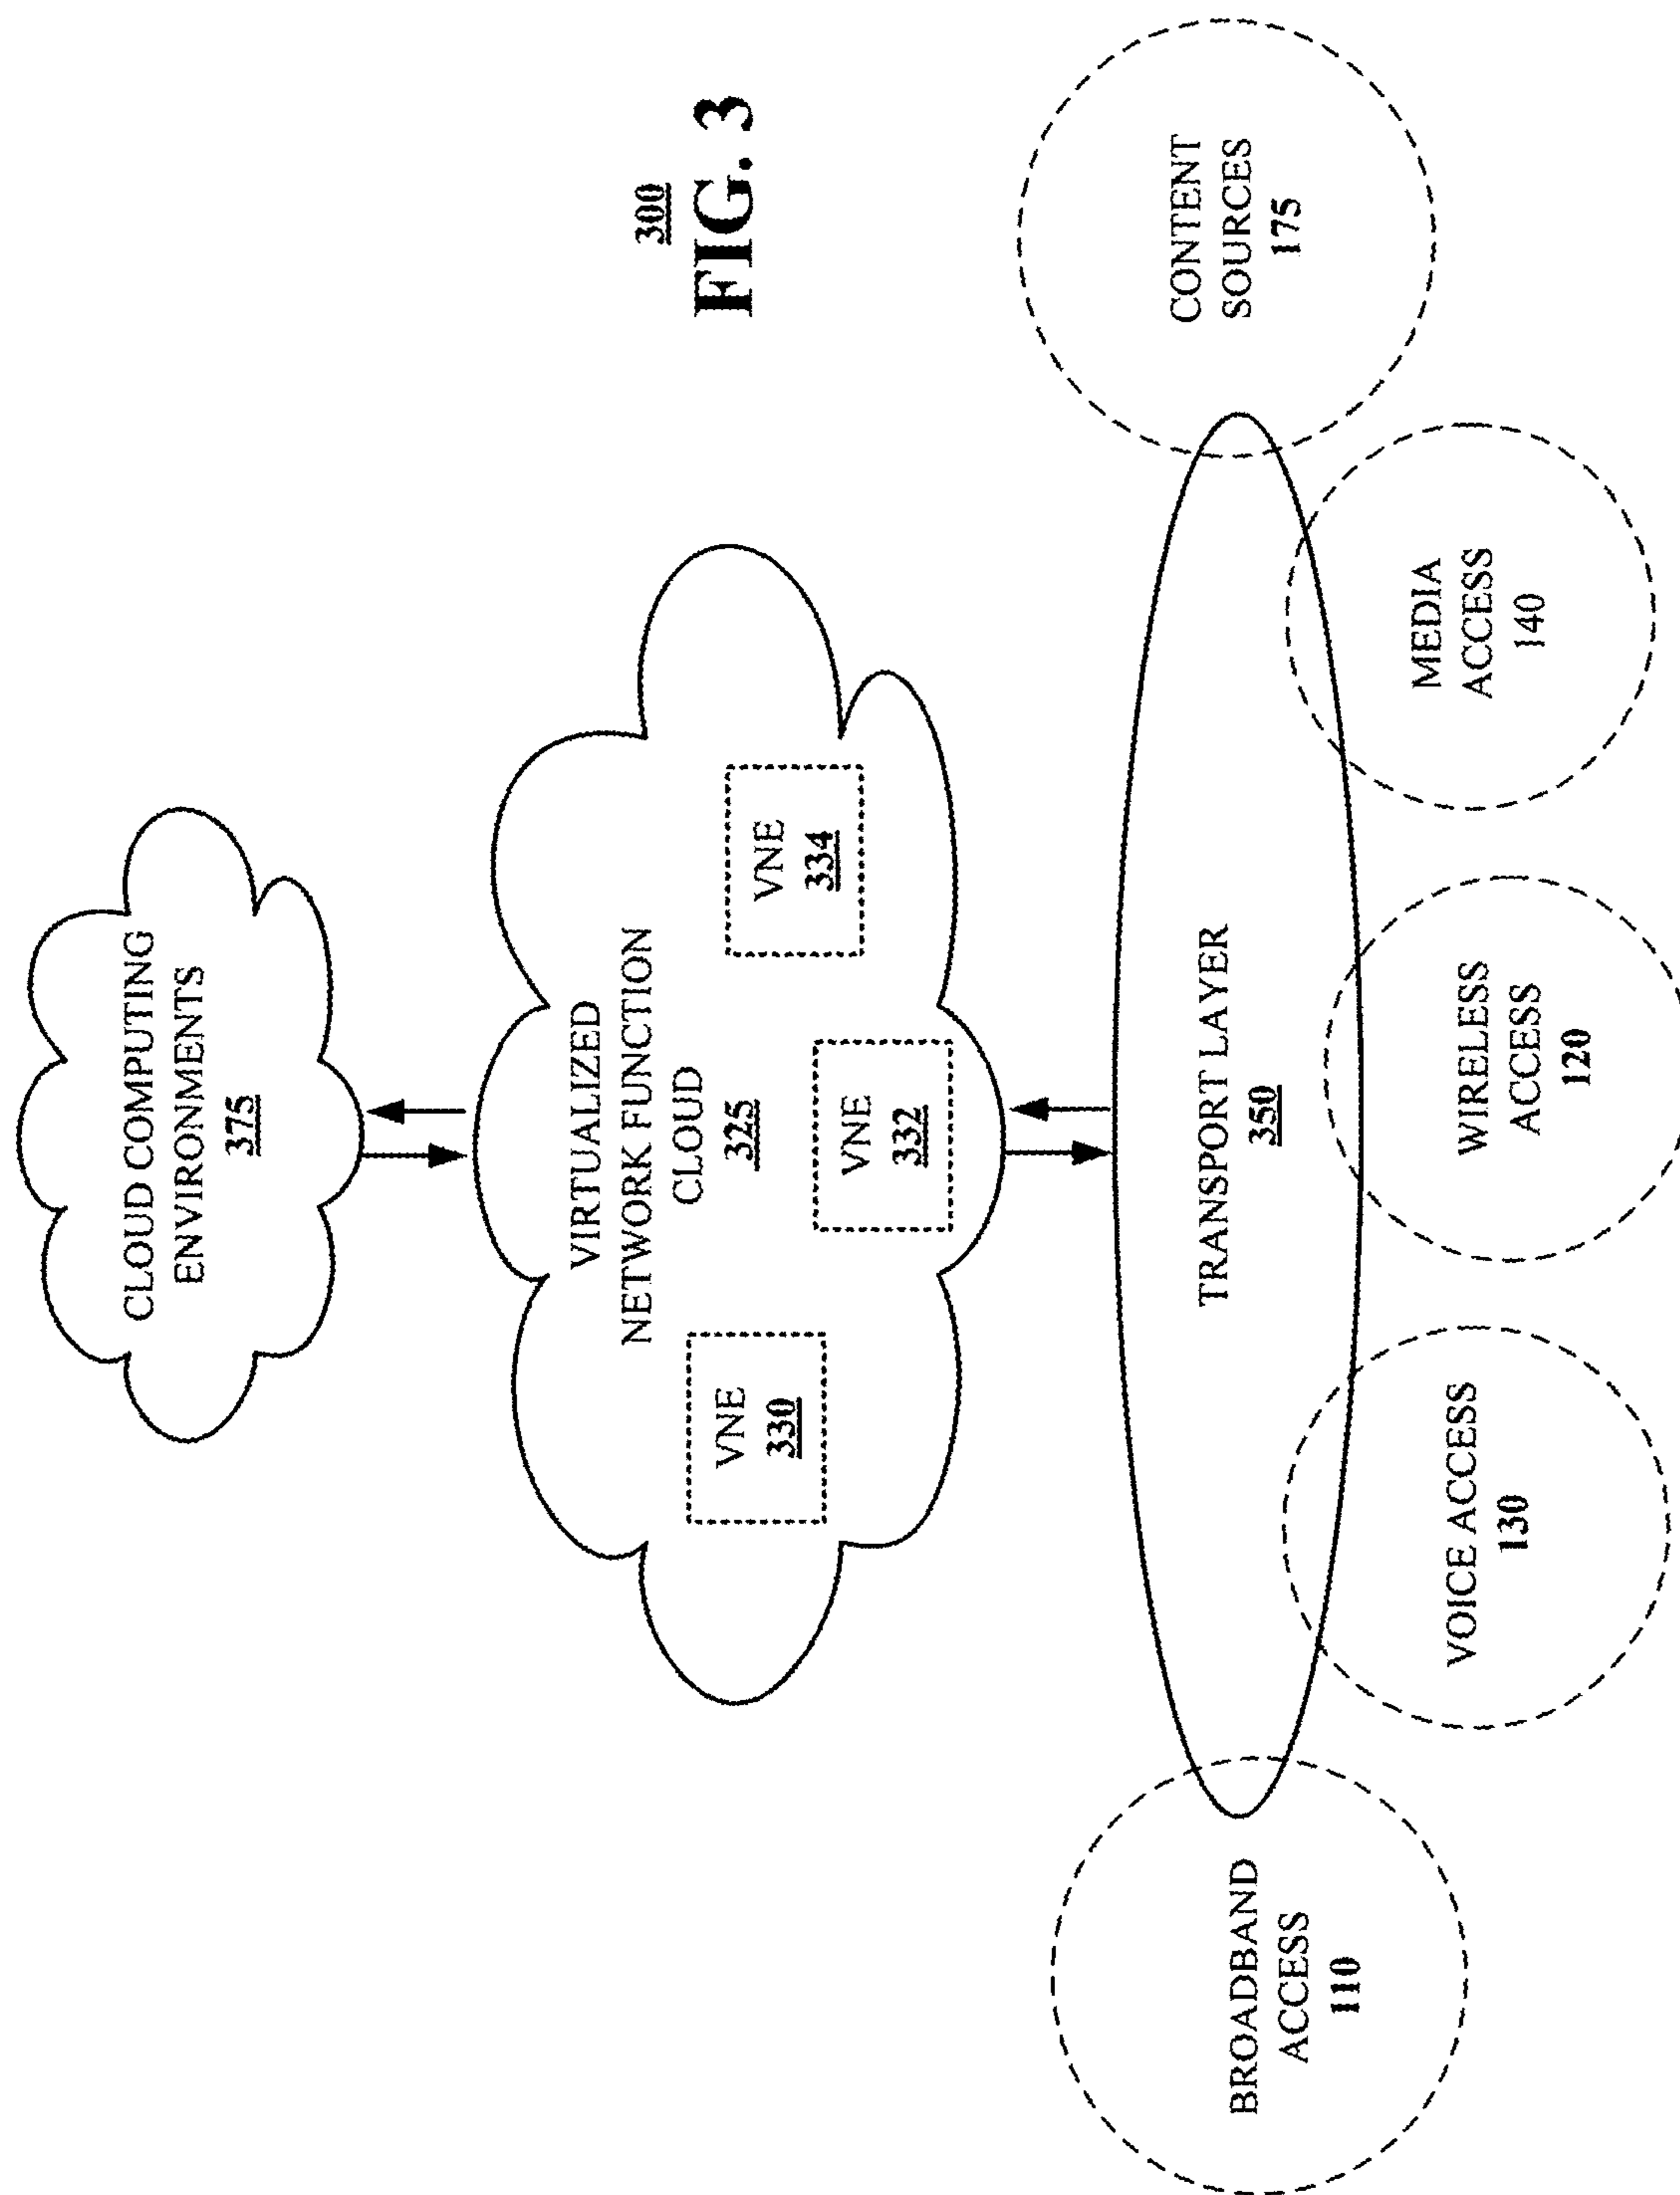 CLOUD COMPUTING
ENVIRONMENTS
375
VIRTUALIZED
NETWORK FUNCTION
CLOUD
325
VNE
330
VNE
332
VNE
334
300
FIG. 3
TRANSPORT LAYER
350
BROADBAND
ACCESS
110
VOICE ACCESS
130
WIRELESS
ACCESS
120
MEDIA
ACCESS
140
CONTENT
SOURCES
175